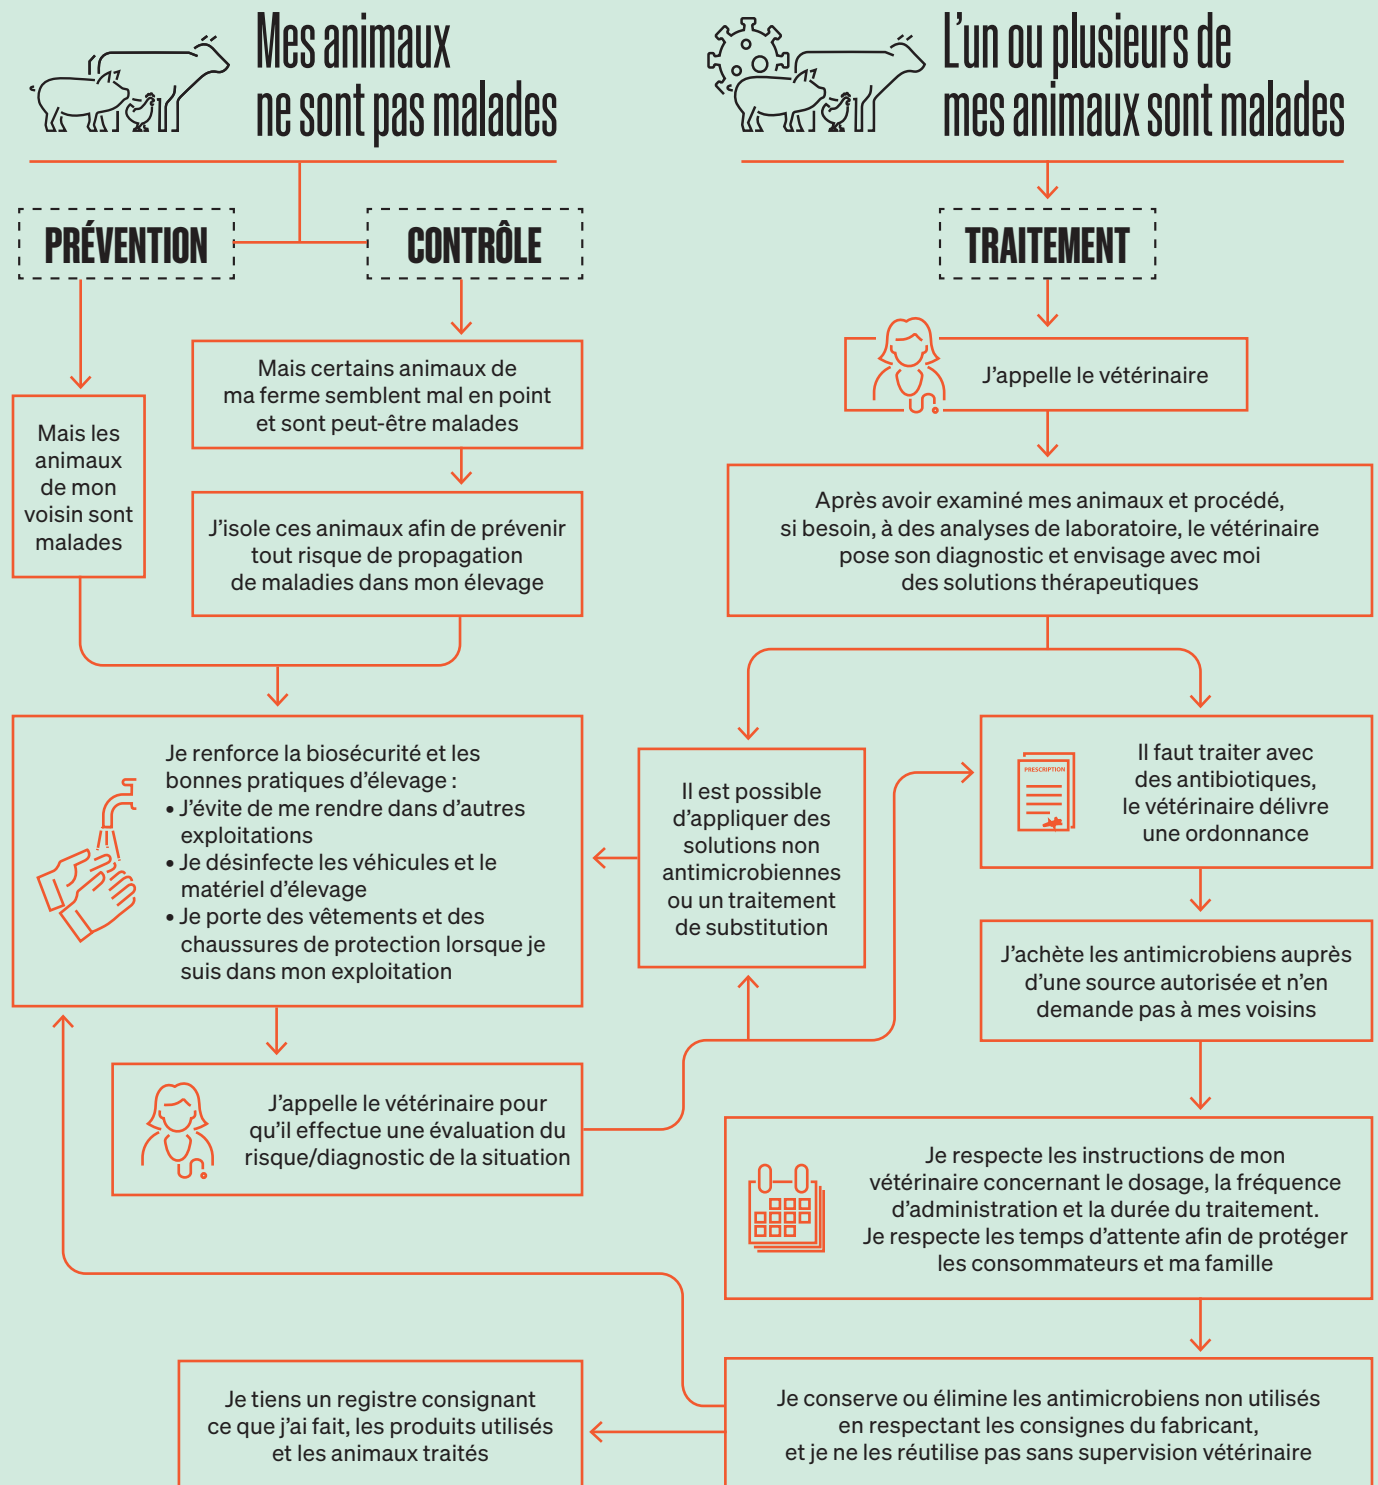 Mes animaux
ne sont pas malades
L'un ou plusieurs de
mes animaux sont malades
PRÉVENTION
CONTRÔLE
TRAITEMENT
Mais les
animaux
de mon
voisin sont
malades
Mais certains animaux de
ma ferme semblent mal en point
et sont peut-être malades
J'isole ces animaux afin de prévenir
tout risque de propagation
de maladies dans mon élevage
J'appelle le vétérinaire
Après avoir examiné mes animaux et procédé,
si besoin, à des analyses de laboratoire, le vétérinaire
pose son diagnostic et envisage avec moi
des solutions thérapeutiques
Je renforce la biosécurité et les
bonnes pratiques d'élevage :
• J'évite de me rendre dans d'autres
exploitations
• Je désinfecte les véhicules et le
matériel d'élevage
• Je porte des vêtements et des
chaussures de protection lorsque je
suis dans mon exploitation
Il est possible
d'appliquer des
solutions non
antimicrobiennes
ou un traitement
de substitution
PRESCRIPTION
Il faut traiter avec
des antibiotiques,
le vétérinaire délivre
une ordonnance
J'achète les antimicrobiens auprès
d'une source autorisée et n'en
demande pas à mes voisins
J'appelle le vétérinaire pour
qu'il effectue une évaluation du
risque/diagnostic de la situation
Je respecte les instructions de mon
vétérinaire concernant le dosage, la fréquence
d'administration et la durée du traitement.
Je respecte les temps d'attente afin de protéger
les consommateurs et ma famille
Je tiens un registre consignant
ce que j'ai fait, les produits utilisés
et les animaux traités
Je conserve ou élimine les antimicrobiens non utilisés
en respectant les consignes du fabricant,
et je ne les réutilise pas sans supervision vétérinaire